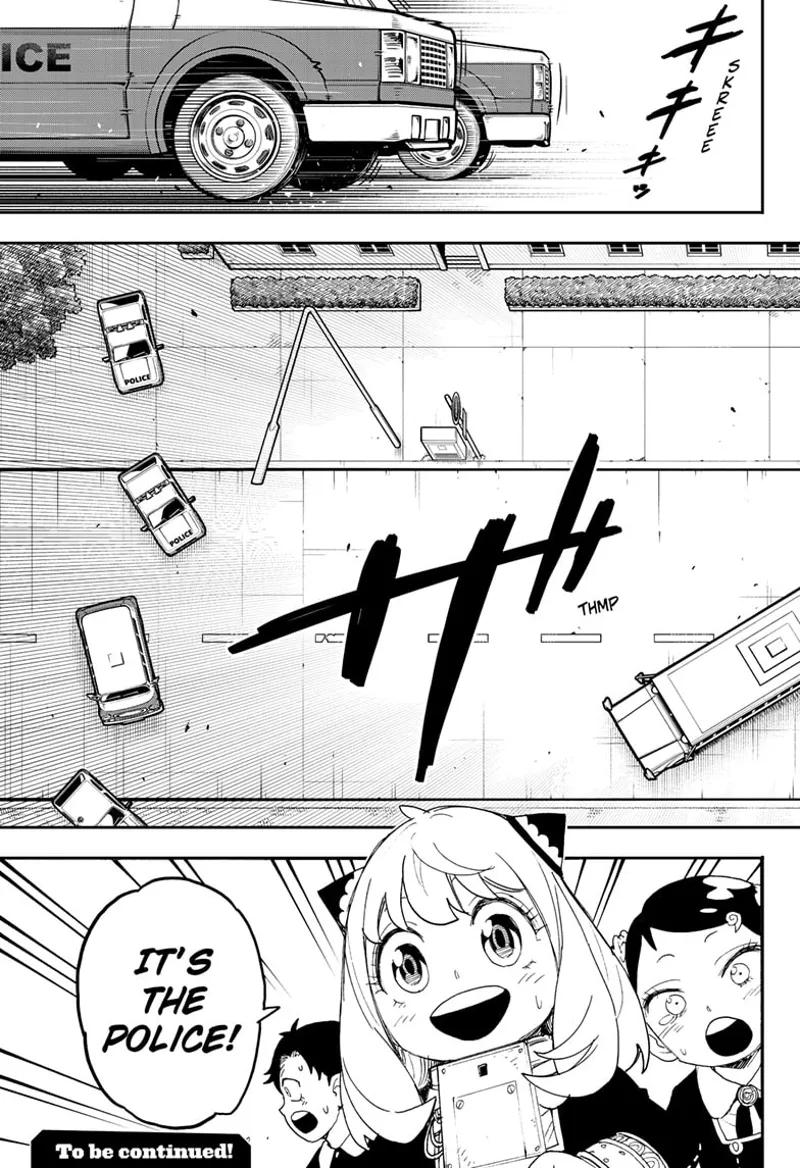 ICE
キキキッ
SKREEE
POLICE
POLICE
ザザ
THMP
IT'S
THE
POLICE!
To be continued!